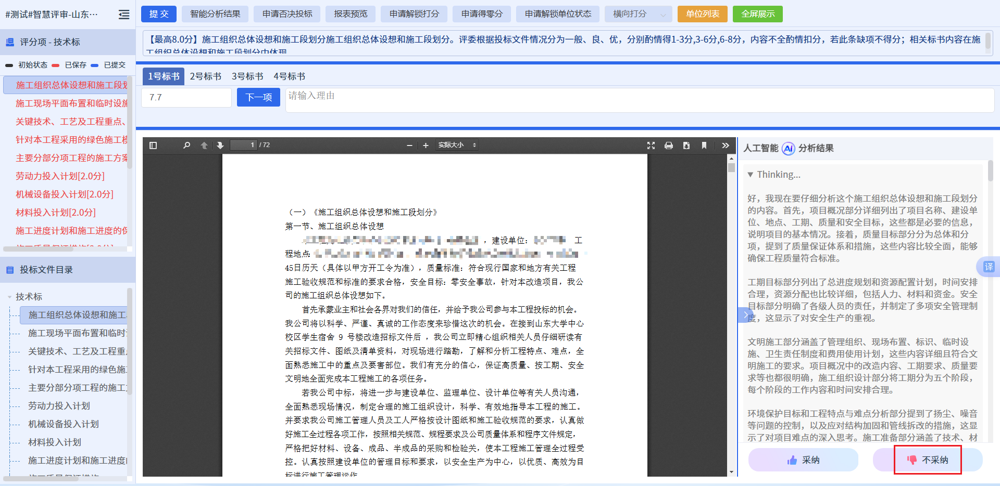 #测试#智慧评审-山东…
提 交
智能分析结果
申请否决投标
报表预览
申请解锁打分
申请得零分
申请解锁单位状态
横向打分
单位列表
全屏展示
评分项 - 技术标
初始状态 已保存 已提交
施工组织总体设想和施工段划
施工现场平面布置和临时设施
关键技术、工艺及工程重点、
针对本工程采用的绿色施工模
主要分部分项工程的施工方案
劳动力投入计划[2.0分]
机械设备投入计划[2.0分]
材料投入计划[2.0分]
施工进度计划和施工进度的保
投标文件目录
技术标
施工组织总体设想和施工
施工现场平面布置和临时
关键技术、工艺及工程重
针对本工程采用的绿色施
主要分部分项工程的施工
劳动力投入计划
机械设备投入计划
材料投入计划
施工进度计划和施工进度
施工质量保证措施
【最高8.0分】施工组织总体设想和施工段划分施工组织总体设想和施工段划分。评委根据投标文件情况分为一般、良、优，分别酌情得1-3分,3-6分,6-8分，内容不全酌情扣分，若此条缺项不得分；相关标书内容在施
工组织总体设想和施工段划分中体现
1号标书 2号标书 3号标书 4号标书
7.7
下一项
请输入理由
1 / 72
实际大小
（一）《施工组织总体设想和施工段划分》
第一节、施工组织总体设想
，建设单位： 工
程地点:
45日历天（具体以甲方开工令为准），质量标准：符合现行国家和地方有关工程
施工验收规范和标准的要求合格，安全目标：零安全事故，针对本改造项目，我公
司的施工组织总体设想如下。
首先承蒙业主和社会各界对我们的信任，并给予我公司参与本工程投标的机会。
我公司将以科学、严谨、真诚的工作态度来珍惜这次的机会。在接到山东大学中心
校区学生宿舍 9 号楼改造招标文件后 ，我公司立即精心组织相关人员仔细研读有
关招标文件、图纸及清单资料，对现场进行踏勘，了解和分析工程特点、难点，全
面熟悉施工中的重点及要害部位。我们有充分的信心，保证高质量、按工期、安全
文明地全面完成本工程施工的各项任务。
若我公司中标，将进一步与建设单位、监理单位、设计单位等有关人员沟通，
全面熟悉现场情况，制定合理的施工组织设计，科学、有效地指导本工程的施工。
并要求我公司施工管理人员及工人严格按设计图纸和施工验收规范的要求，认真做
好施工全过程各项工作，按照相关规范、规程要求及公司质量体系和程序文件规定，
严格把好材料、设备、成品、半成品的采购和检验关，使本工程施工管理全过程受
控。认真按照建设单位的管理目标和要求，以安全生产为中心，以优质、高效为目
标进行施工管理运作
人工智能 Ai 分析结果
Thinking...
好，我现在要仔细分析这个施工组织总体设想和施工段划分
的内容。首先，项目概况部分详细列出了项目名称、建设单
位、地点、工期、质量和安全目标，这些都是必要的信息，
说明项目的基本情况。接着，质量目标部分分为总体和分
项，提到了质量保证体系和措施，这些内容比较全面，能够
确保工程质量符合标准。
工期目标部分列出了总进度规划和资源配置计划，时间安排
合理，资源分配也比较详细，包括人力、材料和资金。安全
目标部分明确了各级人员的责任，并制定了多项安全管理制
度，这显示了对安全生产的重视。
文明施工部分涵盖了管理组织、现场布置、标识、临时设
施、卫生责任制度和费用使用计划，这些内容详细且符合文
明施工的要求。项目概况中的改造内容、工期要求、质量要
求等也都很明确，施工组织设计部分将工期分为五个阶段，
每个阶段的工作内容和时间安排合理。
环境保护目标和工程特点与难点分析部分提到了扬尘、噪音
等问题的控制，以及应对结构加固和管线拆改的措施，这显
示了对项目难点的深入思考。施工准备部分涵盖了技术、材
采纳
不采纳
译